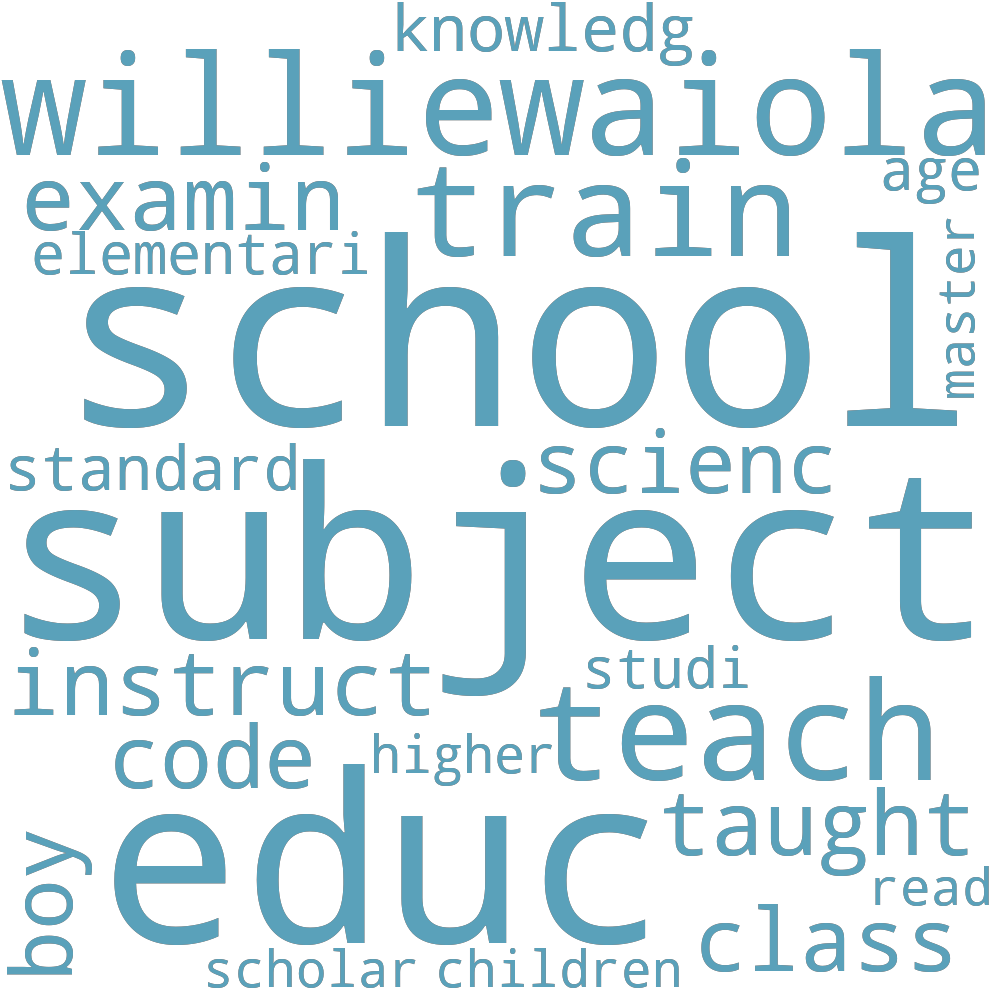 knowledg
williewaiola
age
examin
train
elementari
master
school
standard
scienc
subject
instruct
studi
teach
code
higher
educ
taught
boy
read
class
scholar
children